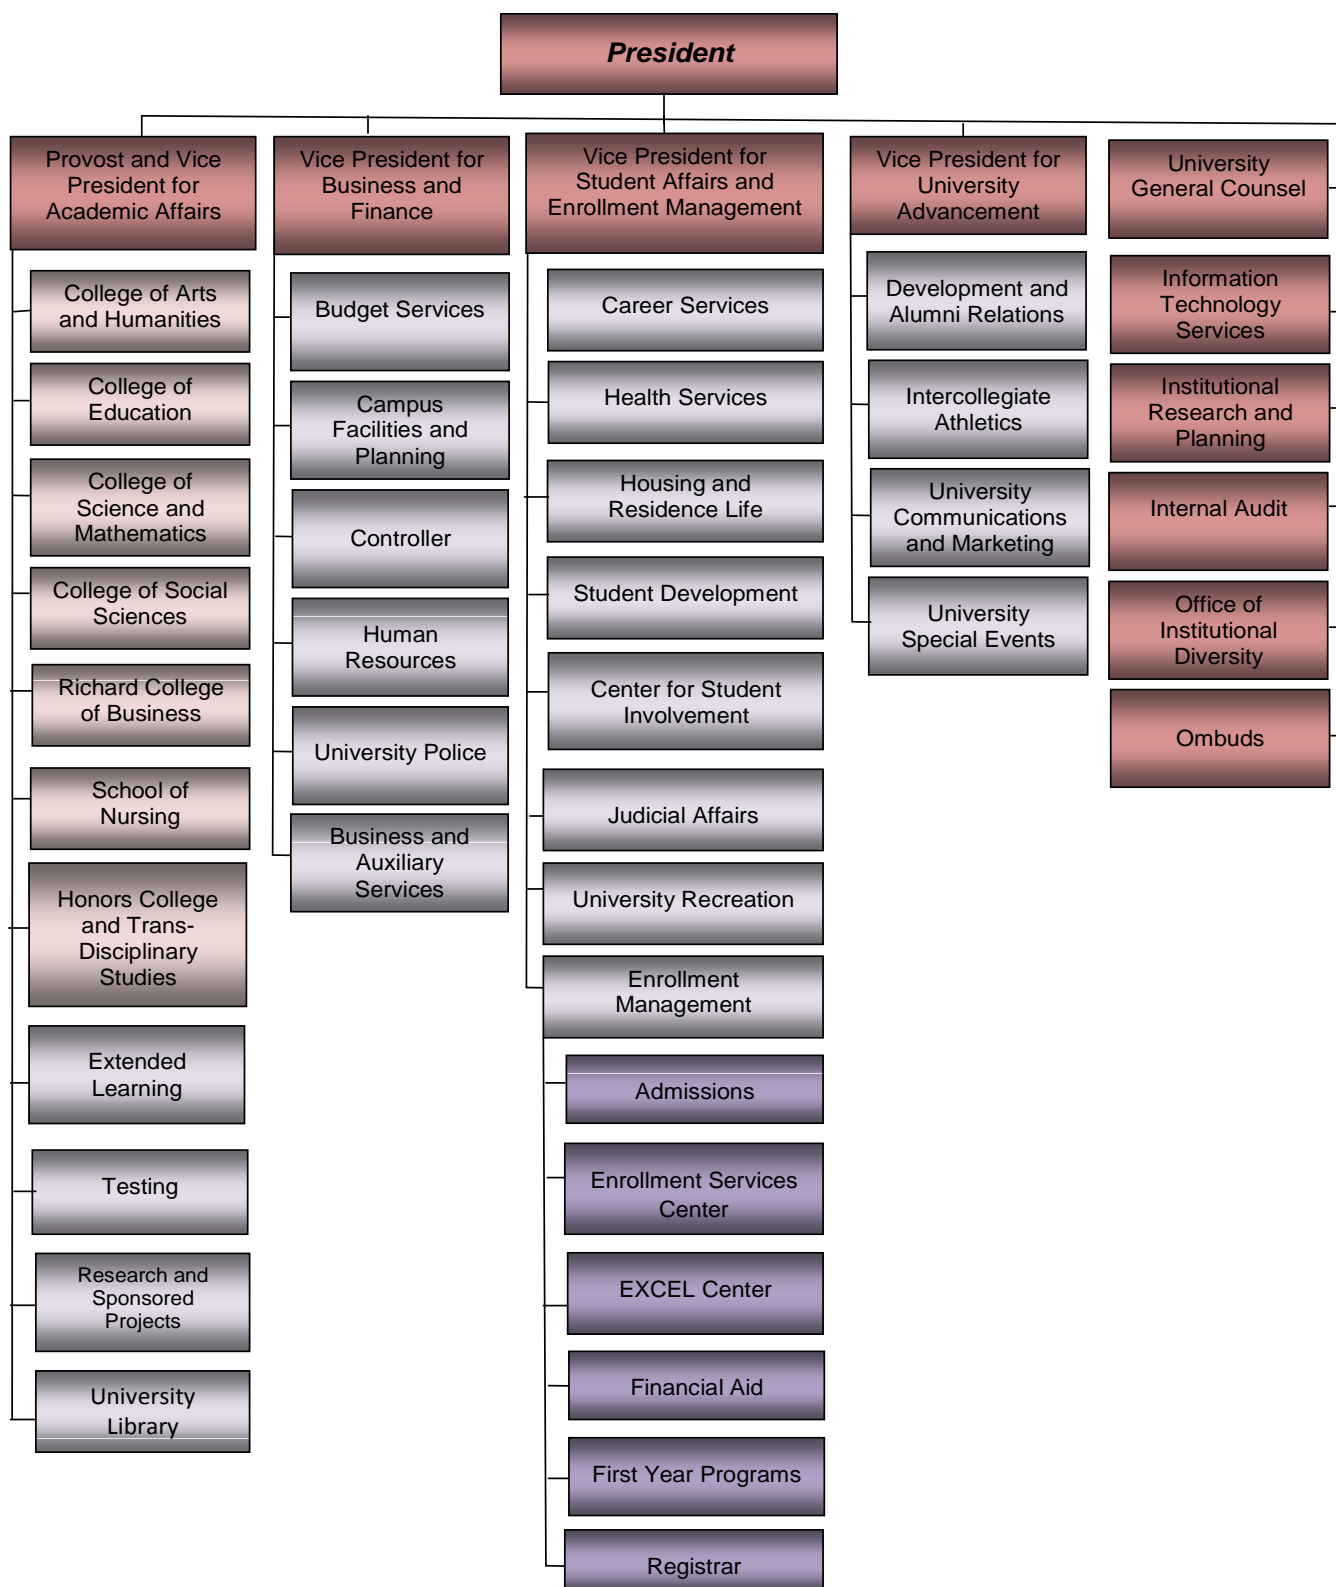 President
Provost and Vice
President for
Academic Affairs
College of Arts
and Humanities
College of
Education
College of
Science and
Mathematics
College of Social
Sciences
Richard College
of Business
School of
Nursing
Honors College
and Trans-
Disciplinary
Studies
Extended
Learning
Testing
Research and
Sponsored
Projects
University
Library
Vice President for
Business and
Finance
Budget Services
Campus
Facilities and
Planning
Controller
Human
Resources
University Police
Business and
Auxiliary
Services
Vice President for
Student Affairs and
Enrollment Management
Career Services
Health Services
Housing and
Residence Life
Student Development
Center for Student
Involvement
Judicial Affairs
University Recreation
Enrollment
Management
Admissions
Enrollment Services
Center
EXCEL Center
Financial Aid
First Year Programs
Registrar
Vice President for
University
Advancement
Development and
Alumni Relations
Intercollegiate
Athletics
University
Communications
and Marketing
University
Special Events
University
General Counsel
Information
Technology
Services
Institutional
Research and
Planning
Internal Audit
Office of
Institutional
Diversity
Ombuds